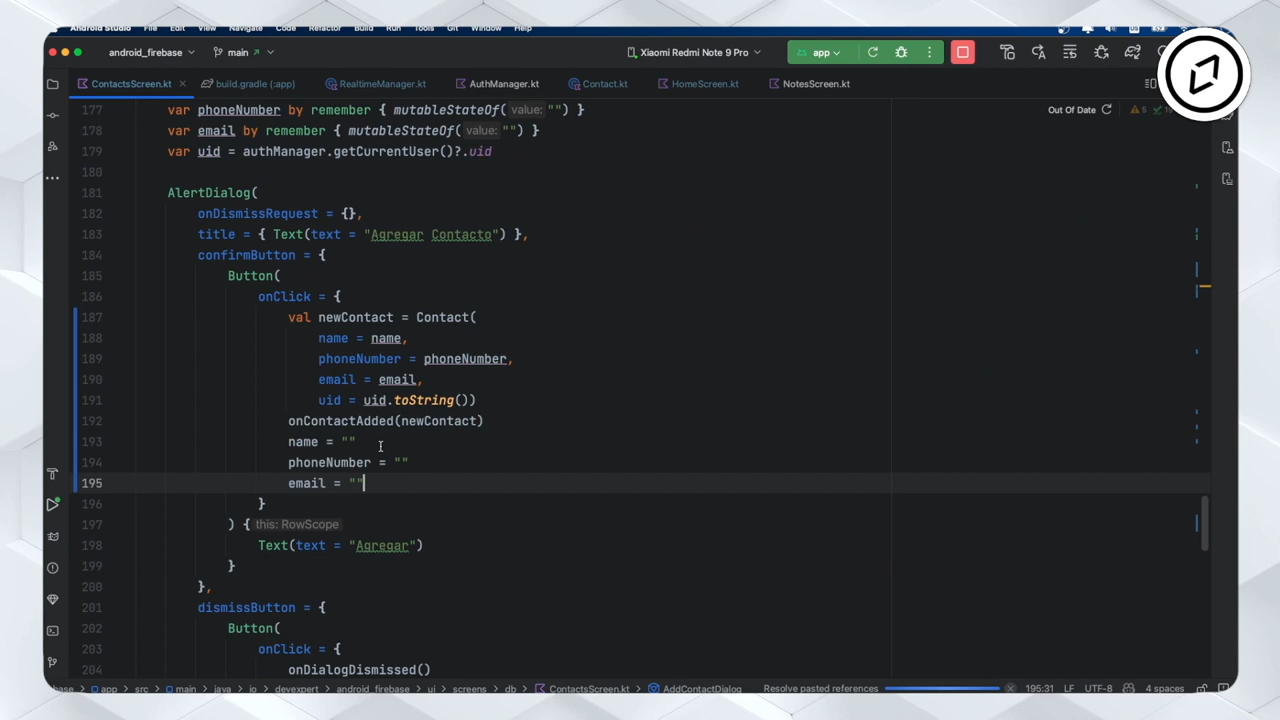 Android Studio File Edit View Navigate Code Refactor Build Run Tools Git Window Help
android_firebase main Xiaomi Redmi Note 9 Pro app
ContactsScreen.kt build.gradle (:app) RealtimeManager.kt AuthManager.kt Contact.kt HomeScreen.kt NotesScreen.kt
Out Of Date 5
177 var phoneNumber by remember { mutableStateOf( value: "") }
178 var email by remember { mutableStateOf( value: "") }
179 var uid = authManager.getCurrentUser()?.uid
180
181 AlertDialog(
182 onDismissRequest = {},
183 title = { Text(text = "Agregar Contacto") },
184 confirmButton = {
185 Button(
186 onClick = {
187 val newContact = Contact(
188 name = name,
189 phoneNumber = phoneNumber,
190 email = email,
191 uid = uid.toString())
192 onContactAdded(newContact)
193 name = ""
194 phoneNumber = ""
195 email = ""
196 }
197 ) { this: RowScope
198 Text(text = "Agregar")
199 }
200 },
201 dismissButton = {
202 Button(
203 onClick = {
204 onDialogDismissed()
base app src main java io devexpert android_firebase ui screens db ContactsScreen.kt AddContactDialog Resolve pasted references 195:31 LF UTF-8 4 spaces